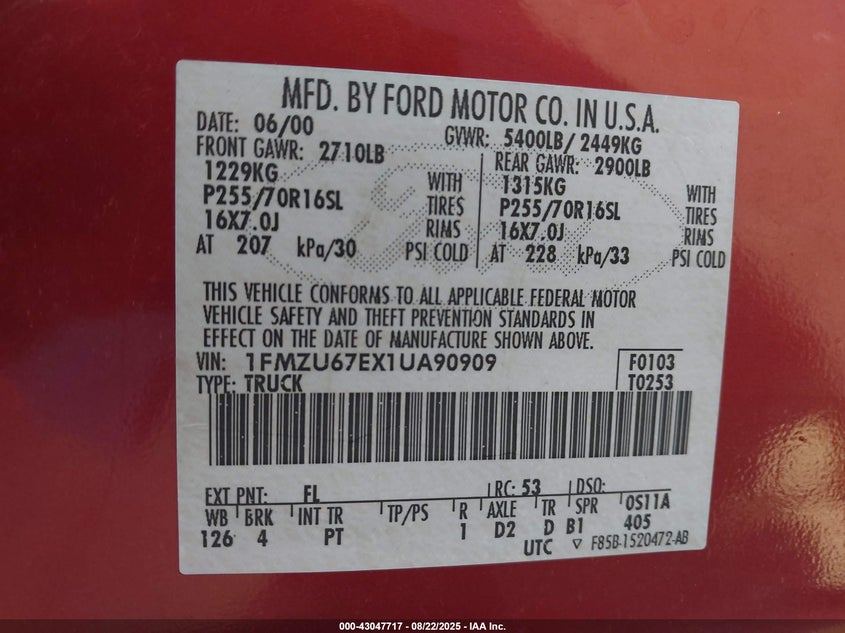 MFD. BY FORD MOTOR CO. IN U.S.A.
DATE: 06/00 GVWR: 5400LB/ 2449KG
FRONT GAWR: 2710LB REAR GAWR: 2900LB
1229KG WITH 1315KG WITH
P255/70R16SL TIRES P255/70R16SL TIRES
16X7.0J RIMS 16X7.0J RIMS
AT 207 kPa/30 PSI COLD AT 228 kPa/33 PSI COLD
THIS VEHICLE CONFORMS TO ALL APPLICABLE FEDERAL MOTOR
VEHICLE SAFETY AND THEFT PREVENTION STANDARDS IN
EFFECT ON THE DATE OF MANUFACTURE SHOWN ABOVE.
VIN: 1FMZU67EX1UA90909 F0103
TYPE: TRUCK T0253
EXT PNT: FL RC: 53 DSO:
WB BRK INT TR TP/PS R AXLE TR SPR OS11A
126 4 PT 1 D2 D B1 405
UTC ▽ F85B-1520472-AB
000-43047717 - 08/22/2025 - IAA Inc.